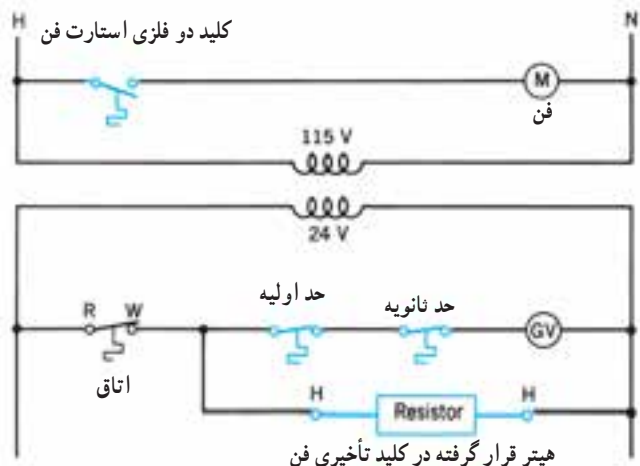 H
N
کلید دو فلزی استارت فن
M
فن
115 V
24 V
حد اولیه
حد ثانویه
R W
GV
اتاق
H Resistor H
هیتر قرار گرفته در کلید تأخیری فن